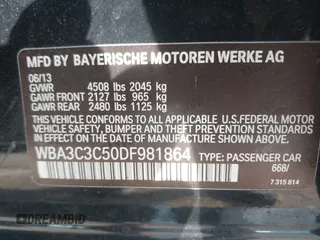 MFD BY BAYERISCHE MOTOREN WERKE AG
06/13
GVWR 4508 lbs 2045 kg
GAWR FRONT 2127 lbs 965 kg
GAWR REAR 2480 lbs 1125 kg
THIS VEHICLE CONFORMS TO ALL APPLICABLE U.S.FEDERAL MOTOR
VEHICLE SAFETY, BUMPER, AND THEFT PREVENTION STANDARDS IN
EFFECT ON THE DATE OF MANUFACTURE SHOWN ABOVE.
WBA3C3C50DF981864 TYPE: PASSENGER CAR
668/
7 315 814
DREAMBID